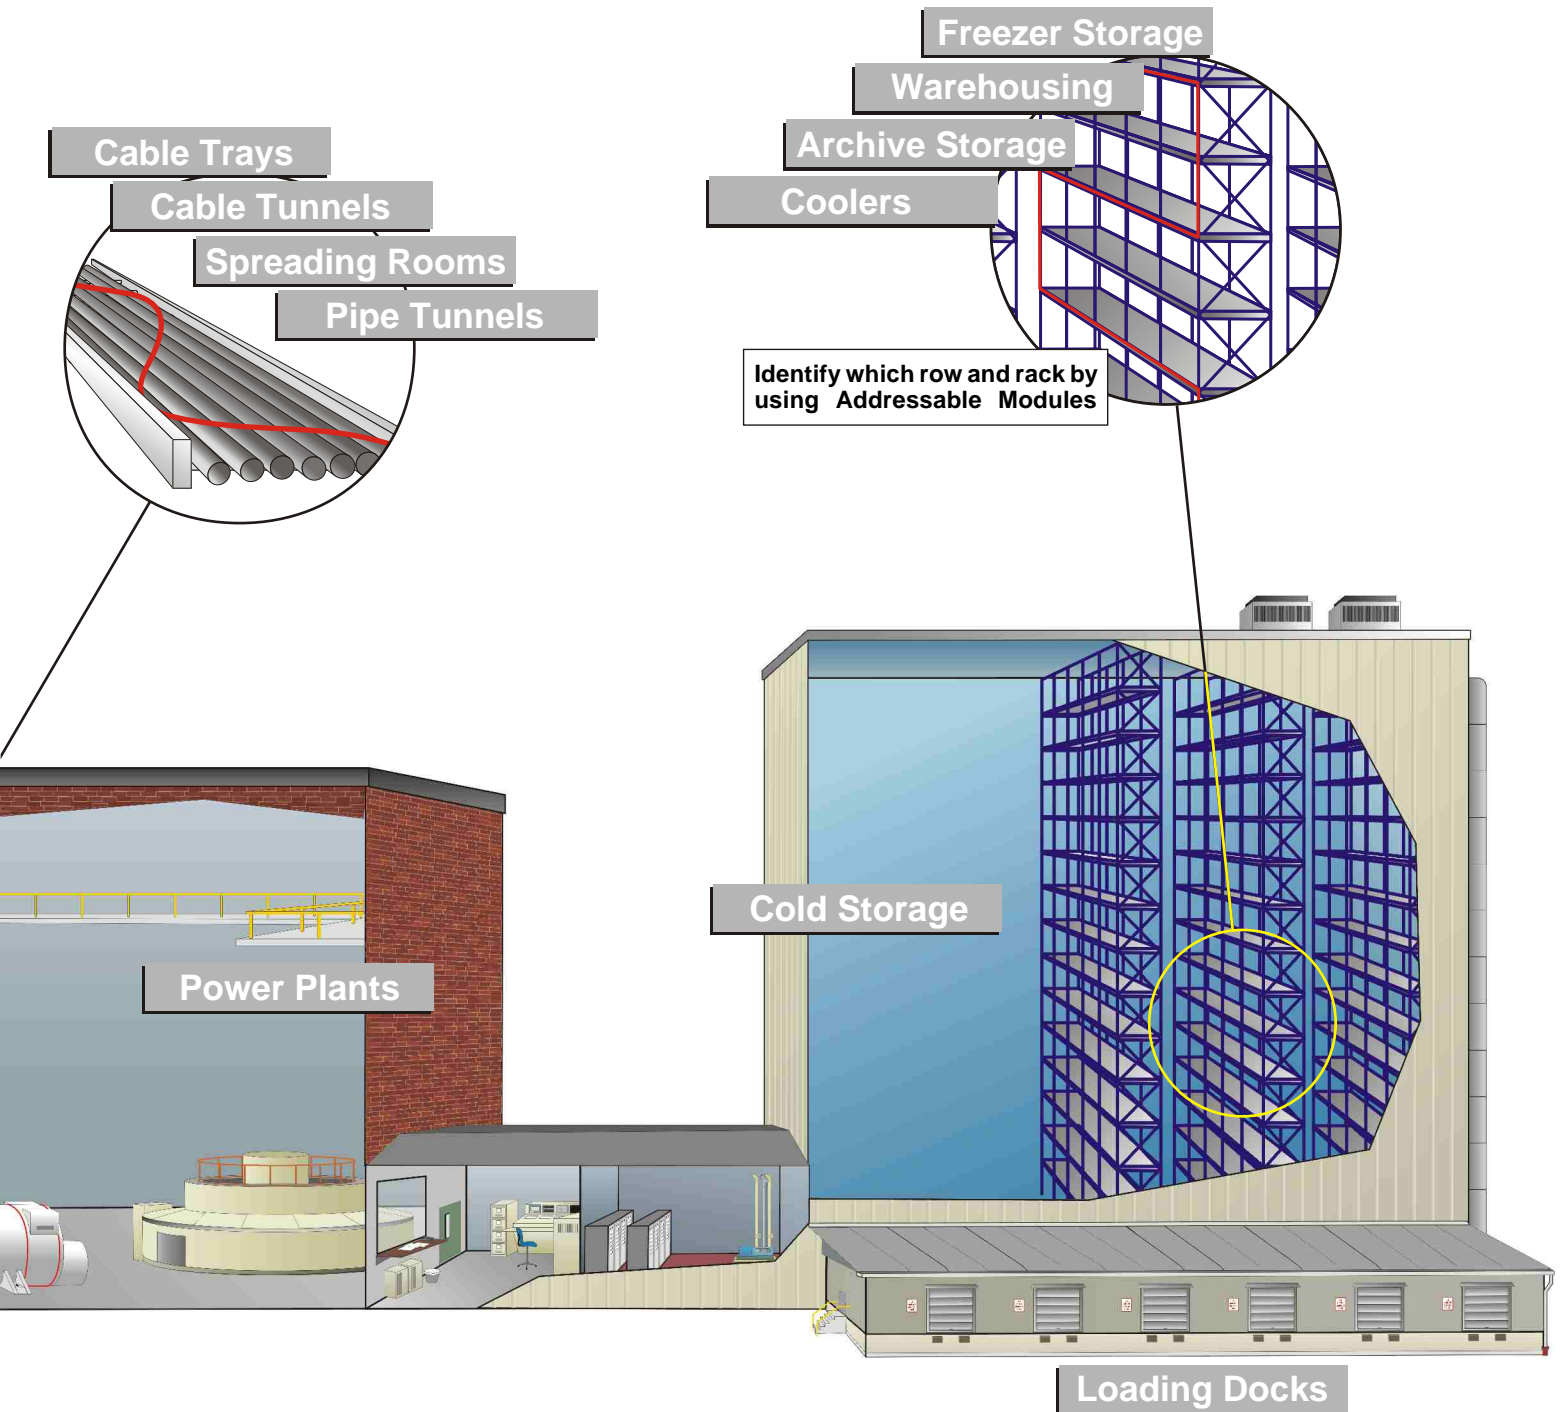 Freezer Storage
Warehousing
Archive Storage
Coolers
Cable Trays
Cable Tunnels
Spreading Rooms
Pipe Tunnels
Identify which row and rack by
using Addressable Modules
Cold Storage
Power Plants
Loading Docks